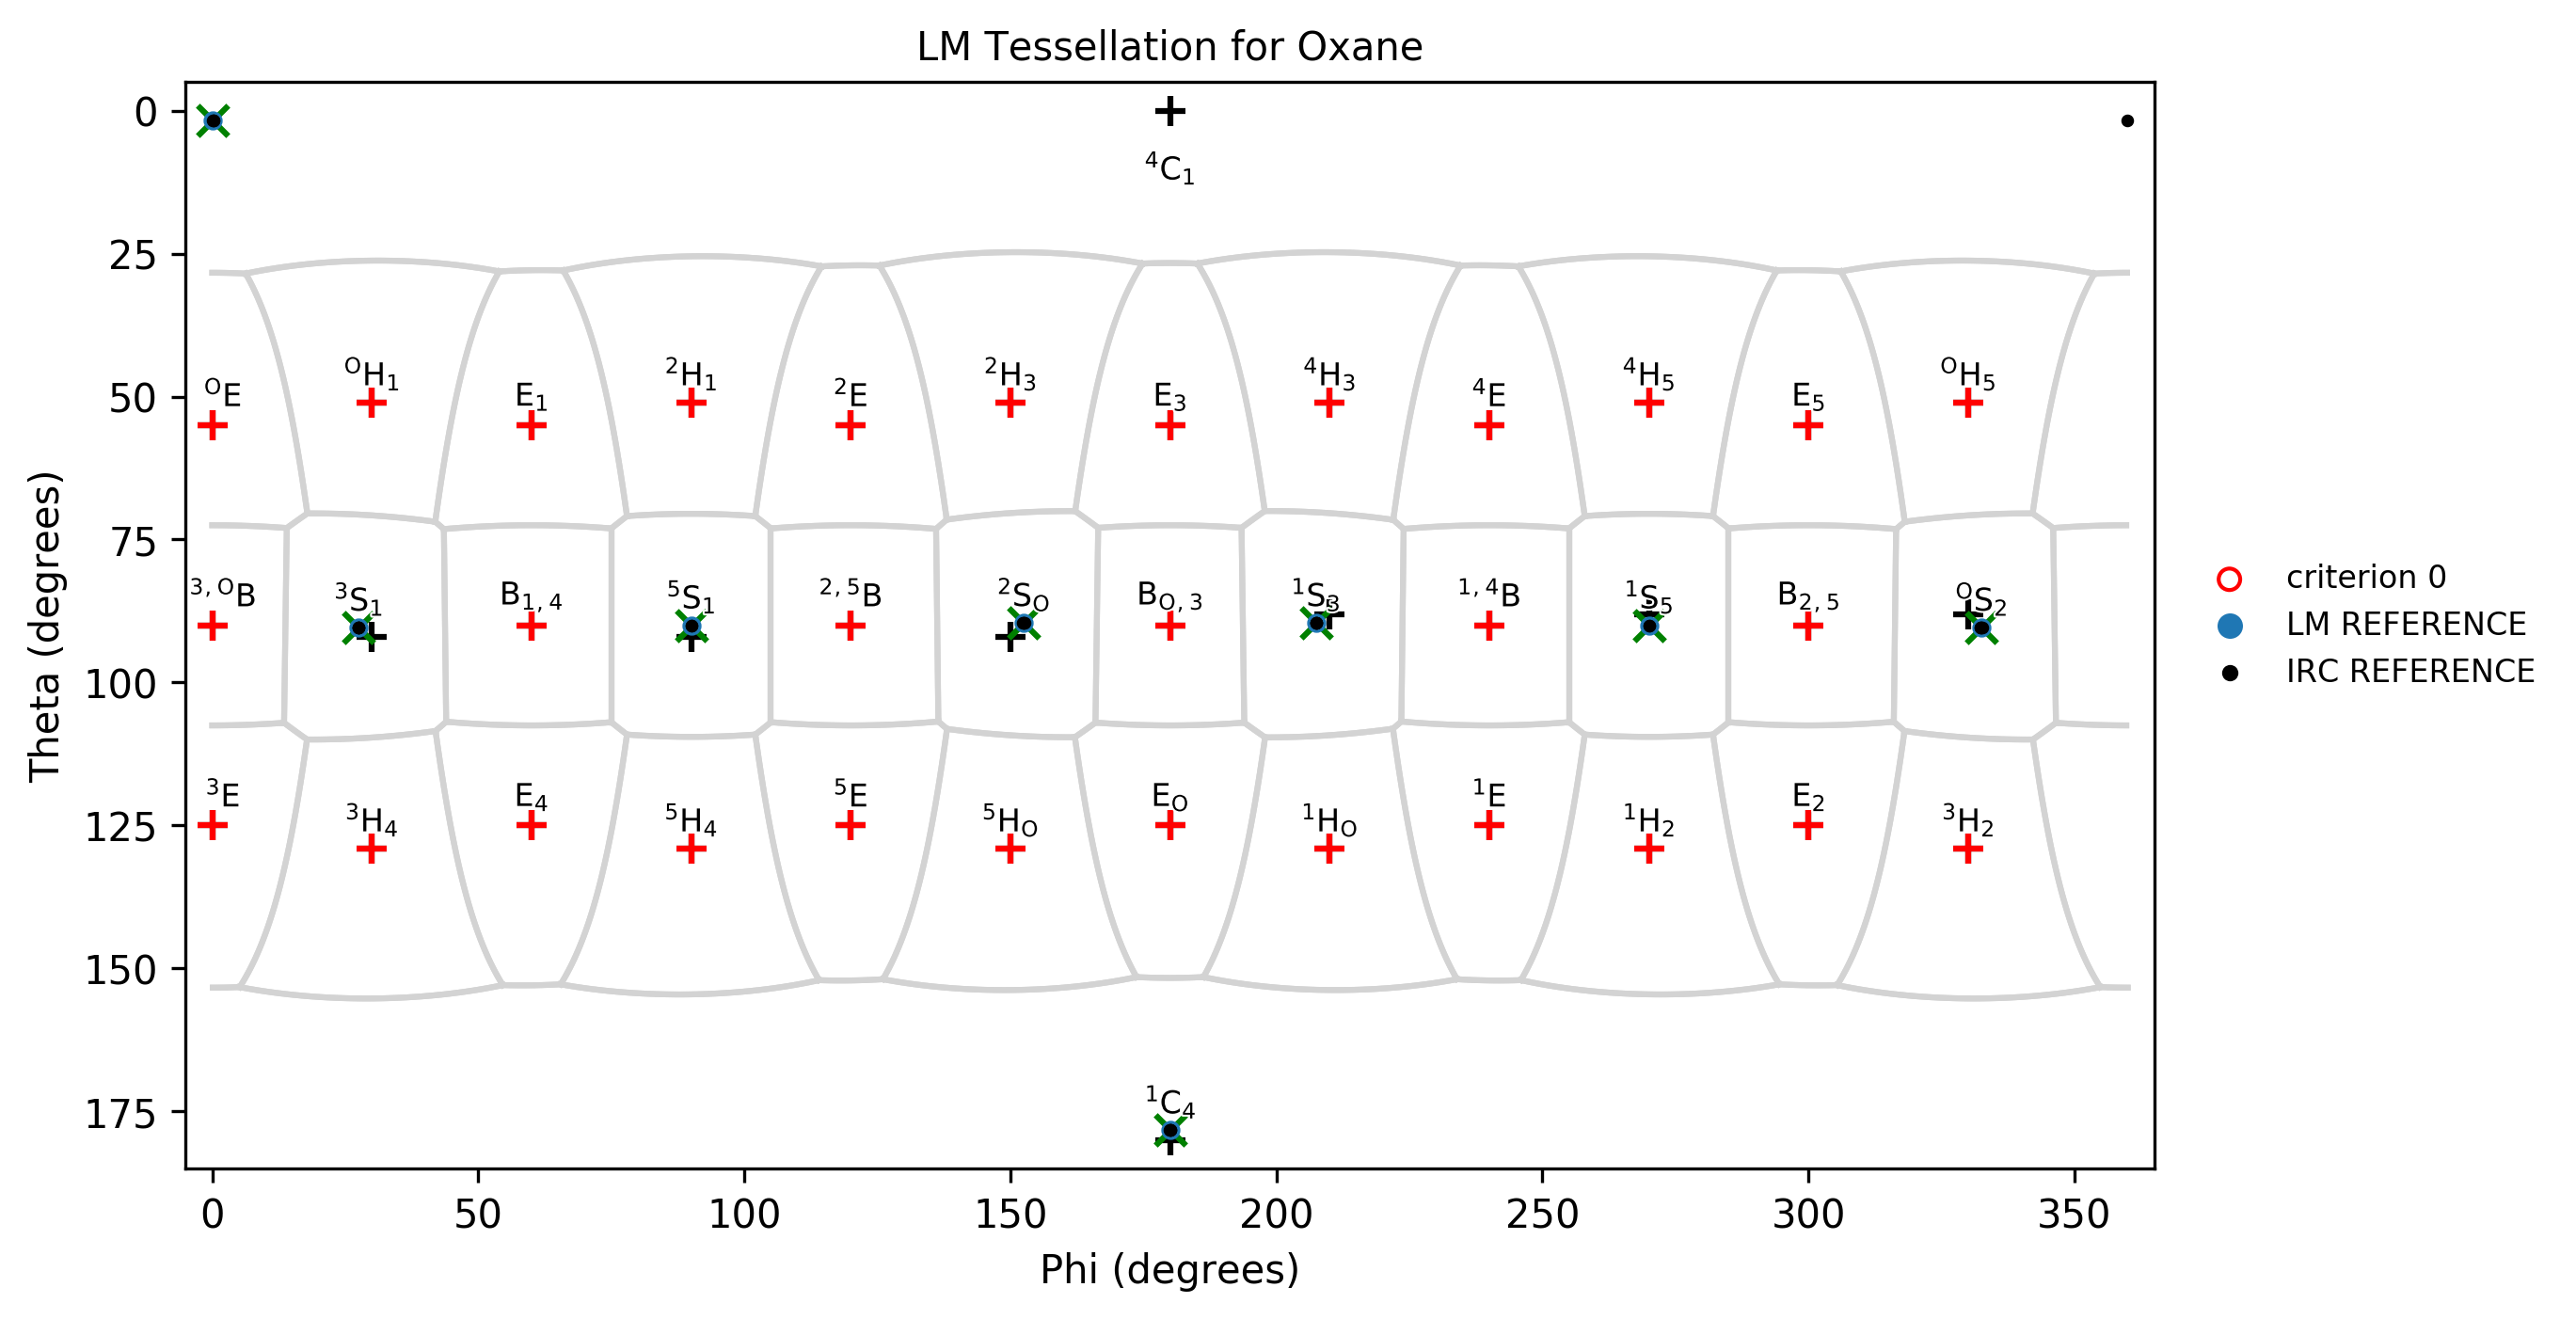 LM Tessellation for Oxane
0
⁴C₁
25
ᴼH₁ ²H₁ ²H₃ ⁴H₃ ⁴H₅ ᴼH₅
50
ᴼE E₁ ²E E₃ ⁴E E₅
75
³,ᴼB ³S₁ B₁,₄ ⁵S₁ ²,⁵B ²Sₒ Bₒ,₃ ¹S₃ ¹,⁴B ¹S₅ B₂,₅ ᴼS₂
100
³E E₄ ⁵E Eₒ ¹E E₂
125
³H₄ ⁵H₄ ⁵Hₒ ¹Hₒ ¹H₂ ³H₂
150
¹C₄
175
0 50 100 150 200 250 300 350
Phi (degrees)
Theta (degrees)
criterion 0
LM REFERENCE
IRC REFERENCE